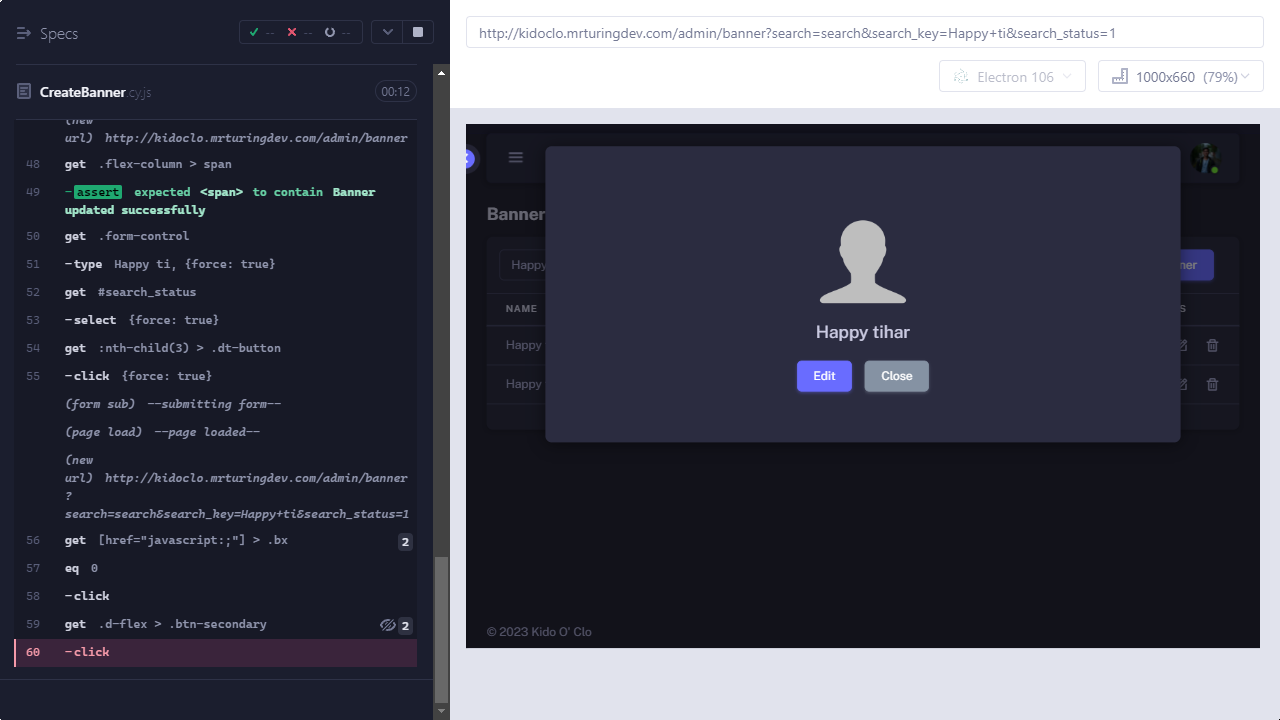 Specs
-- -- --
CreateBanner.cy.js 00:12
(new
url) http://kidoclo.mrturingdev.com/admin/banner
48 get .flex-column > span
49 -assert expected <span> to contain Banner
updated successfully
50 get .form-control
51 -type Happy ti, {force: true}
52 get #search_status
53 -select {force: true}
54 get :nth-child(3) > .dt-button
55 -click {force: true}
(form sub) --submitting form--
(page load) --page loaded--
(new
url) http://kidoclo.mrturingdev.com/admin/banner
?
search=search&search_key=Happy+ti&search_status=1
56 get [href="javascript:;"] > .bx 2
57 eq 0
58 -click
59 get .d-flex > .btn-secondary 2
60 -click
http://kidoclo.mrturingdev.com/admin/banner?search=search&search_key=Happy+ti&search_status=1
Electron 106
1000x660 (79%)
Banner
Happy
ner
NAME
S
Happy
Happy
Happy tihar
Edit Close
© 2023 Kido O' Clo